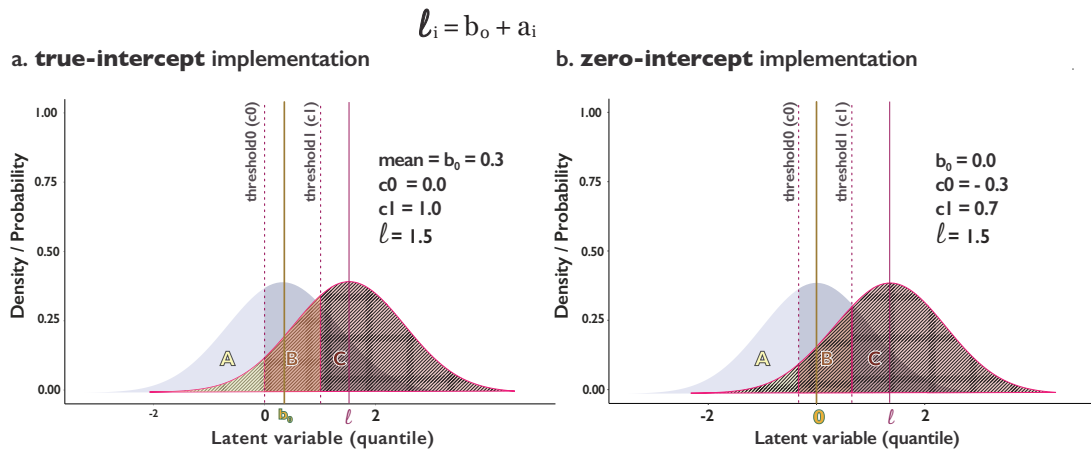 ℓi = bo + ai
a. true-intercept implementation
b. zero-intercept implementation
Density / Probability
1.00
0.75
0.50
0.25
0.00
threshold0 (c0)
threshold1 (c1)
mean = b0 = 0.3
c0 = 0.0
c1 = 1.0
ℓ = 1.5
A
B
C
-2
0
b0
ℓ
2
Latent variable (quantile)
Density / Probability
1.00
0.75
0.50
0.25
0.00
threshold0 (c0)
threshold1 (c1)
b0 = 0.0
c0 = - 0.3
c1 = 0.7
ℓ = 1.5
A
B
C
-2
0
ℓ
2
Latent variable (quantile)